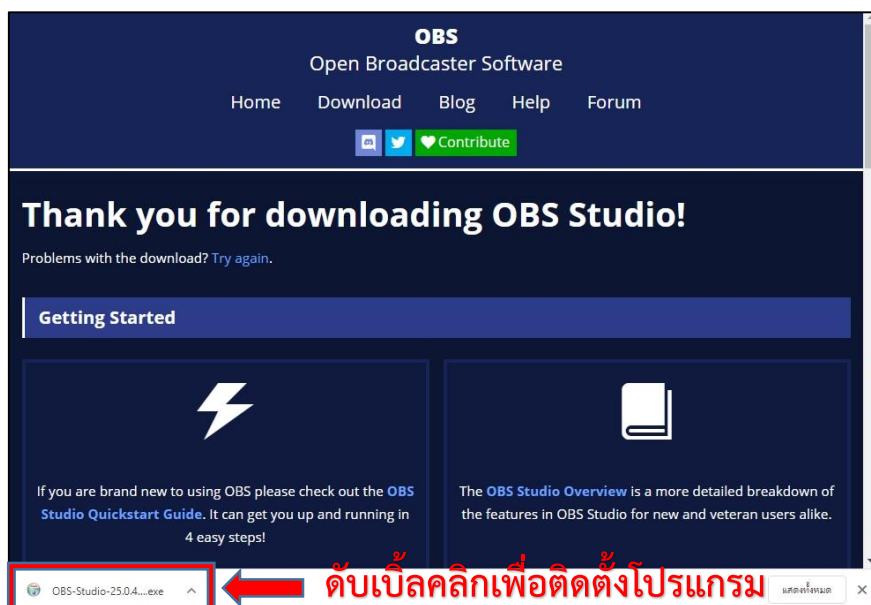 OBS
Open Broadcaster Software
Home Download Blog Help Forum
Contribute
Thank you for downloading OBS Studio!
Problems with the download? Try again.
Getting Started
If you are brand new to using OBS please check out the OBS
Studio Quickstart Guide. It can get you up and running in
4 easy steps!
The OBS Studio Overview is a more detailed breakdown of
the features in OBS Studio for new and veteran users alike.
OBS-Studio-25.0.4....exe
ดับเบิ้ลคลิกเพื่อติดตั้งโปรแกรม
แสดงทั้งหมด